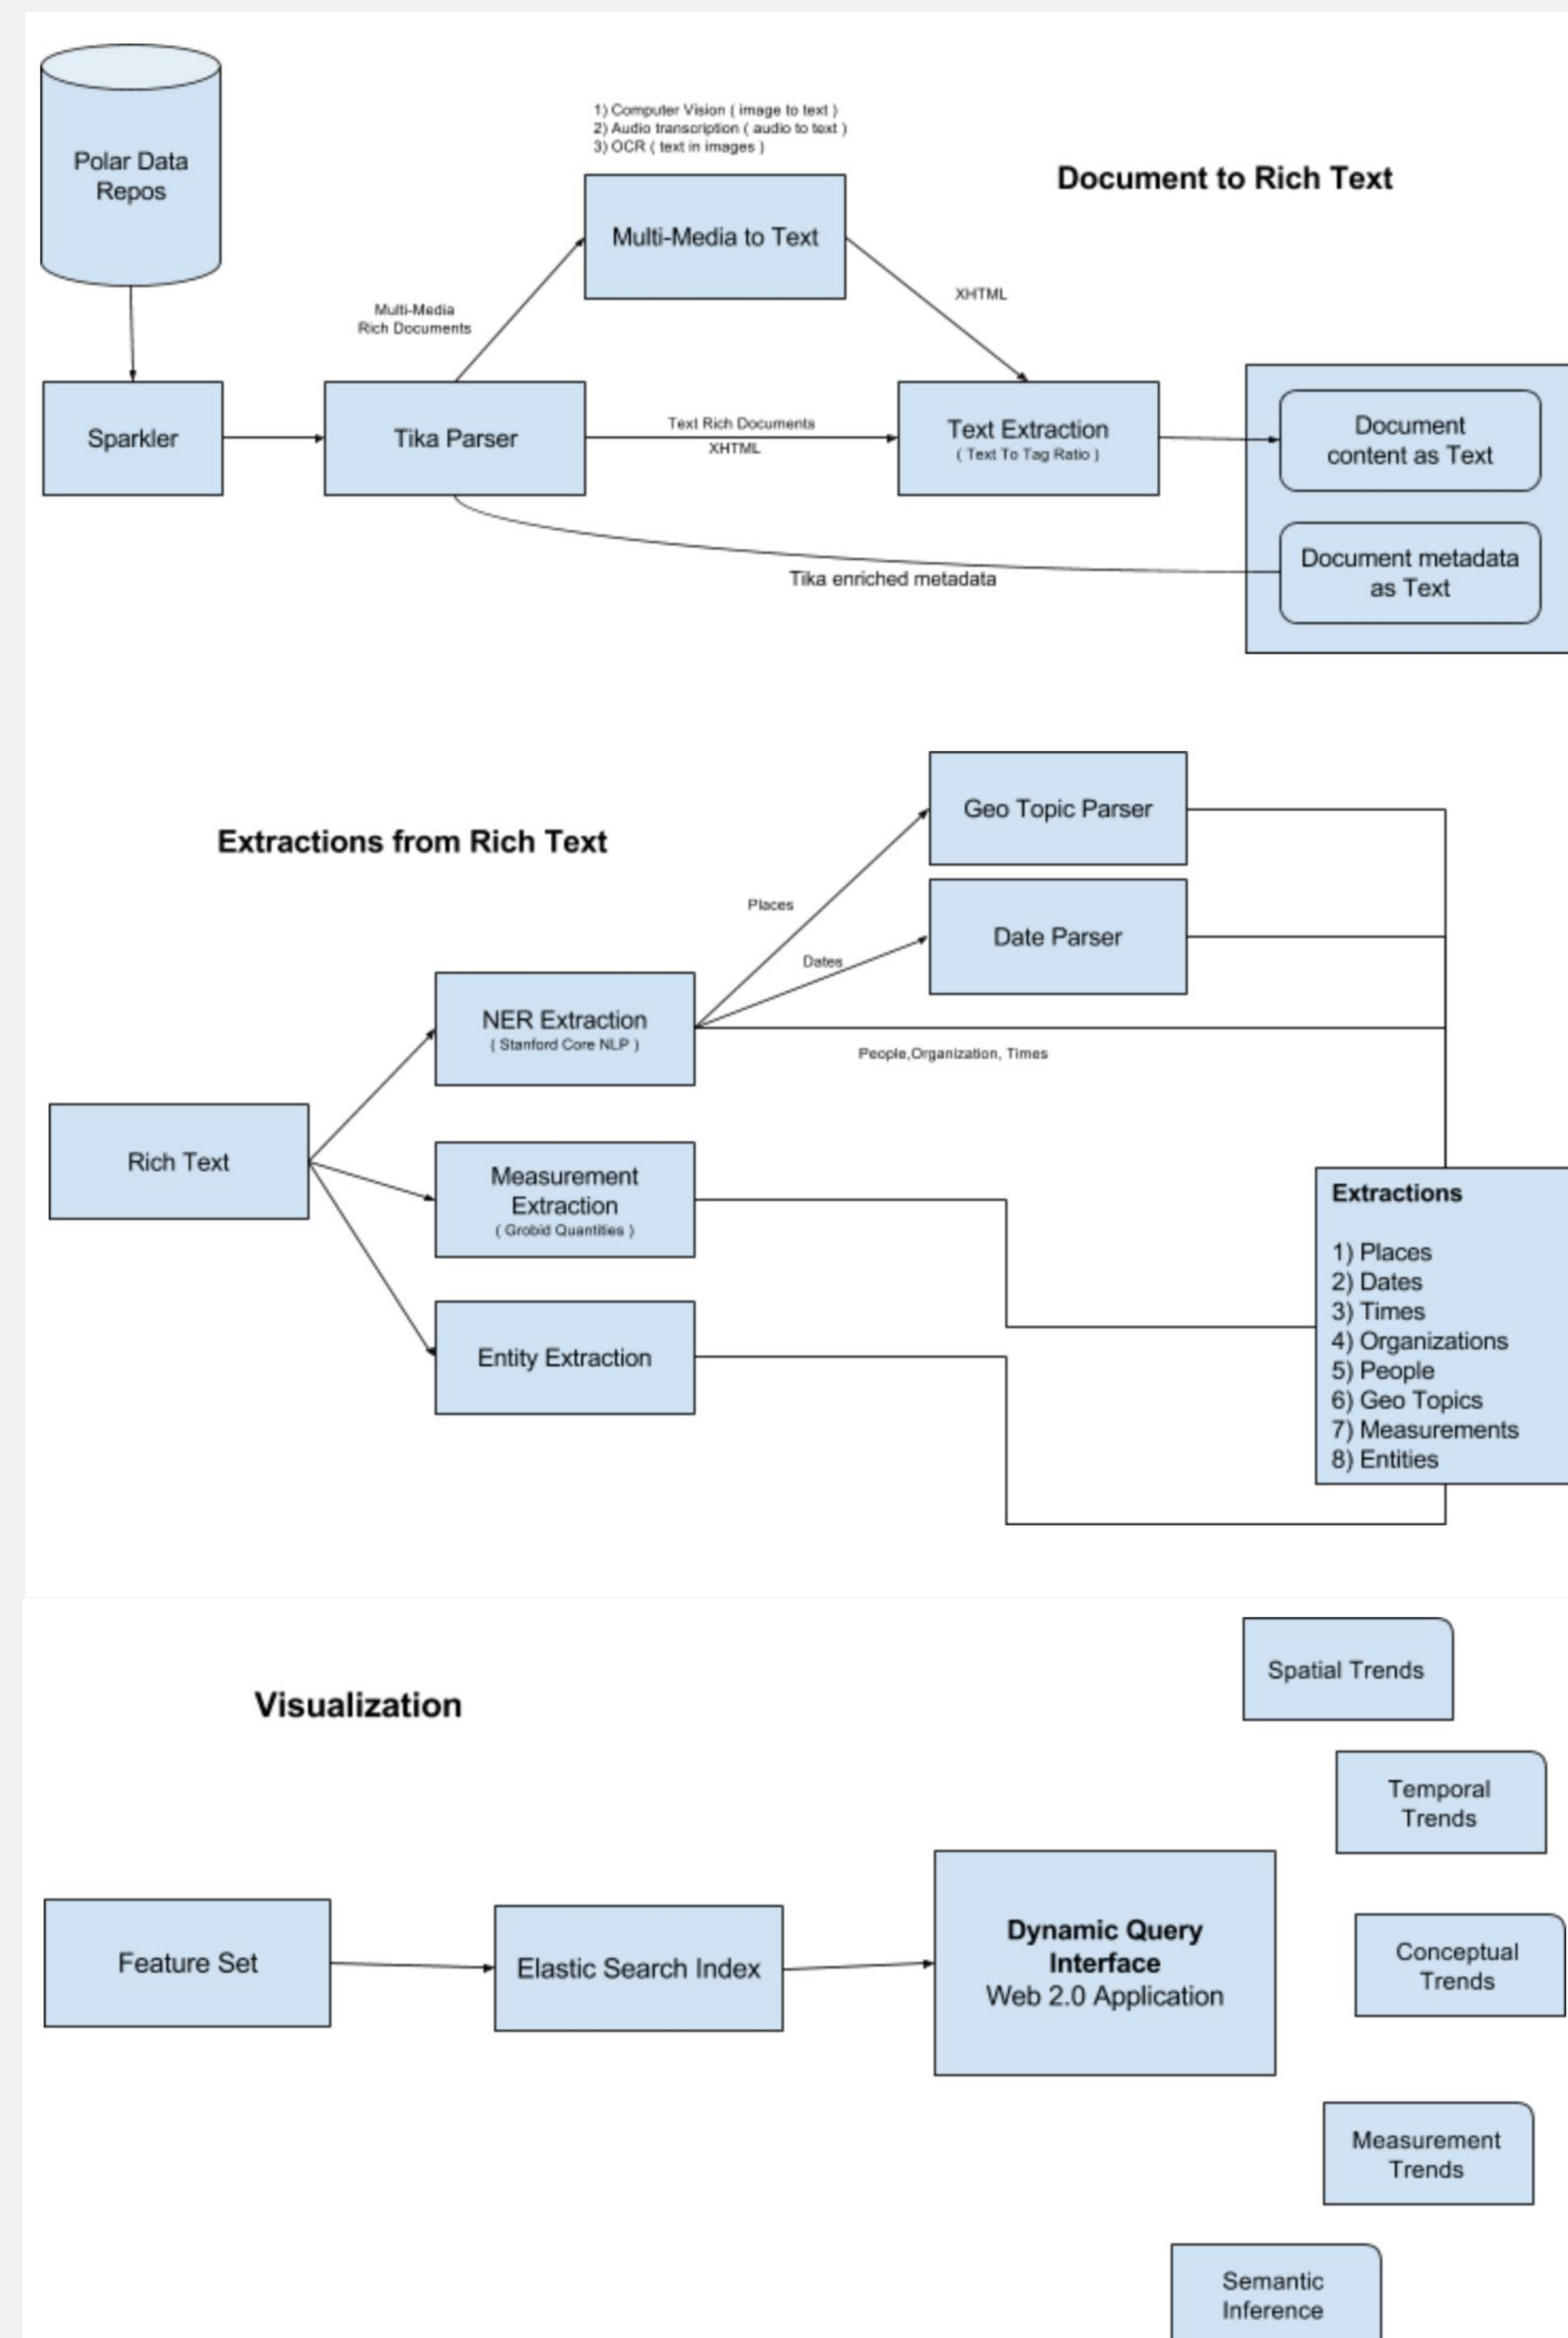 Polar Data
Repos
1) Computer Vision ( image to text )
2) Audio transcription ( audio to text )
3) OCR ( text in images )
Document to Rich Text
Multi-Media to Text
Multi-Media
Rich Documents
XHTML
Sparkler
Tika Parser
Text Rich Documents
XHTML
Text Extraction
( Text To Tag Ratio )
Document
content as Text
Document metadata
as Text
Tika enriched metadata
Extractions from Rich Text
Geo Topic Parser
Places
Date Parser
Dates
NER Extraction
( Stanford Core NLP )
People,Organization, Times
Rich Text
Measurement
Extraction
( Grobid Quantities )
Entity Extraction
Extractions
1) Places
2) Dates
3) Times
4) Organizations
5) People
6) Geo Topics
7) Measurements
8) Entities
Visualization
Spatial Trends
Temporal
Trends
Feature Set
Elastic Search Index
Dynamic Query
Interface
Web 2.0 Application
Conceptual
Trends
Measurement
Trends
Semantic
Inference